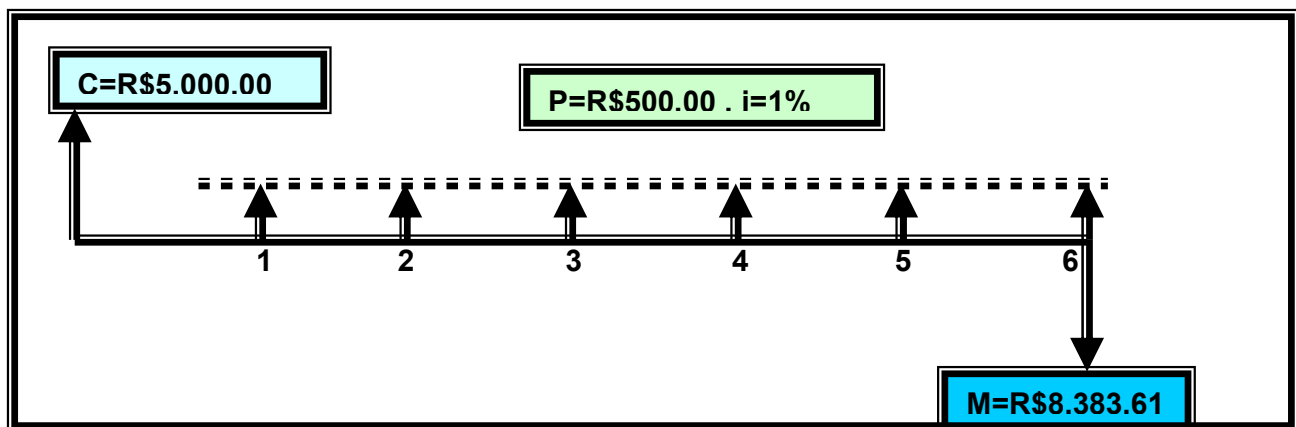 C=R$5.000.00
P=R$500.00 . i=1%
1 2 3 4 5 6
M=R$8.383.61